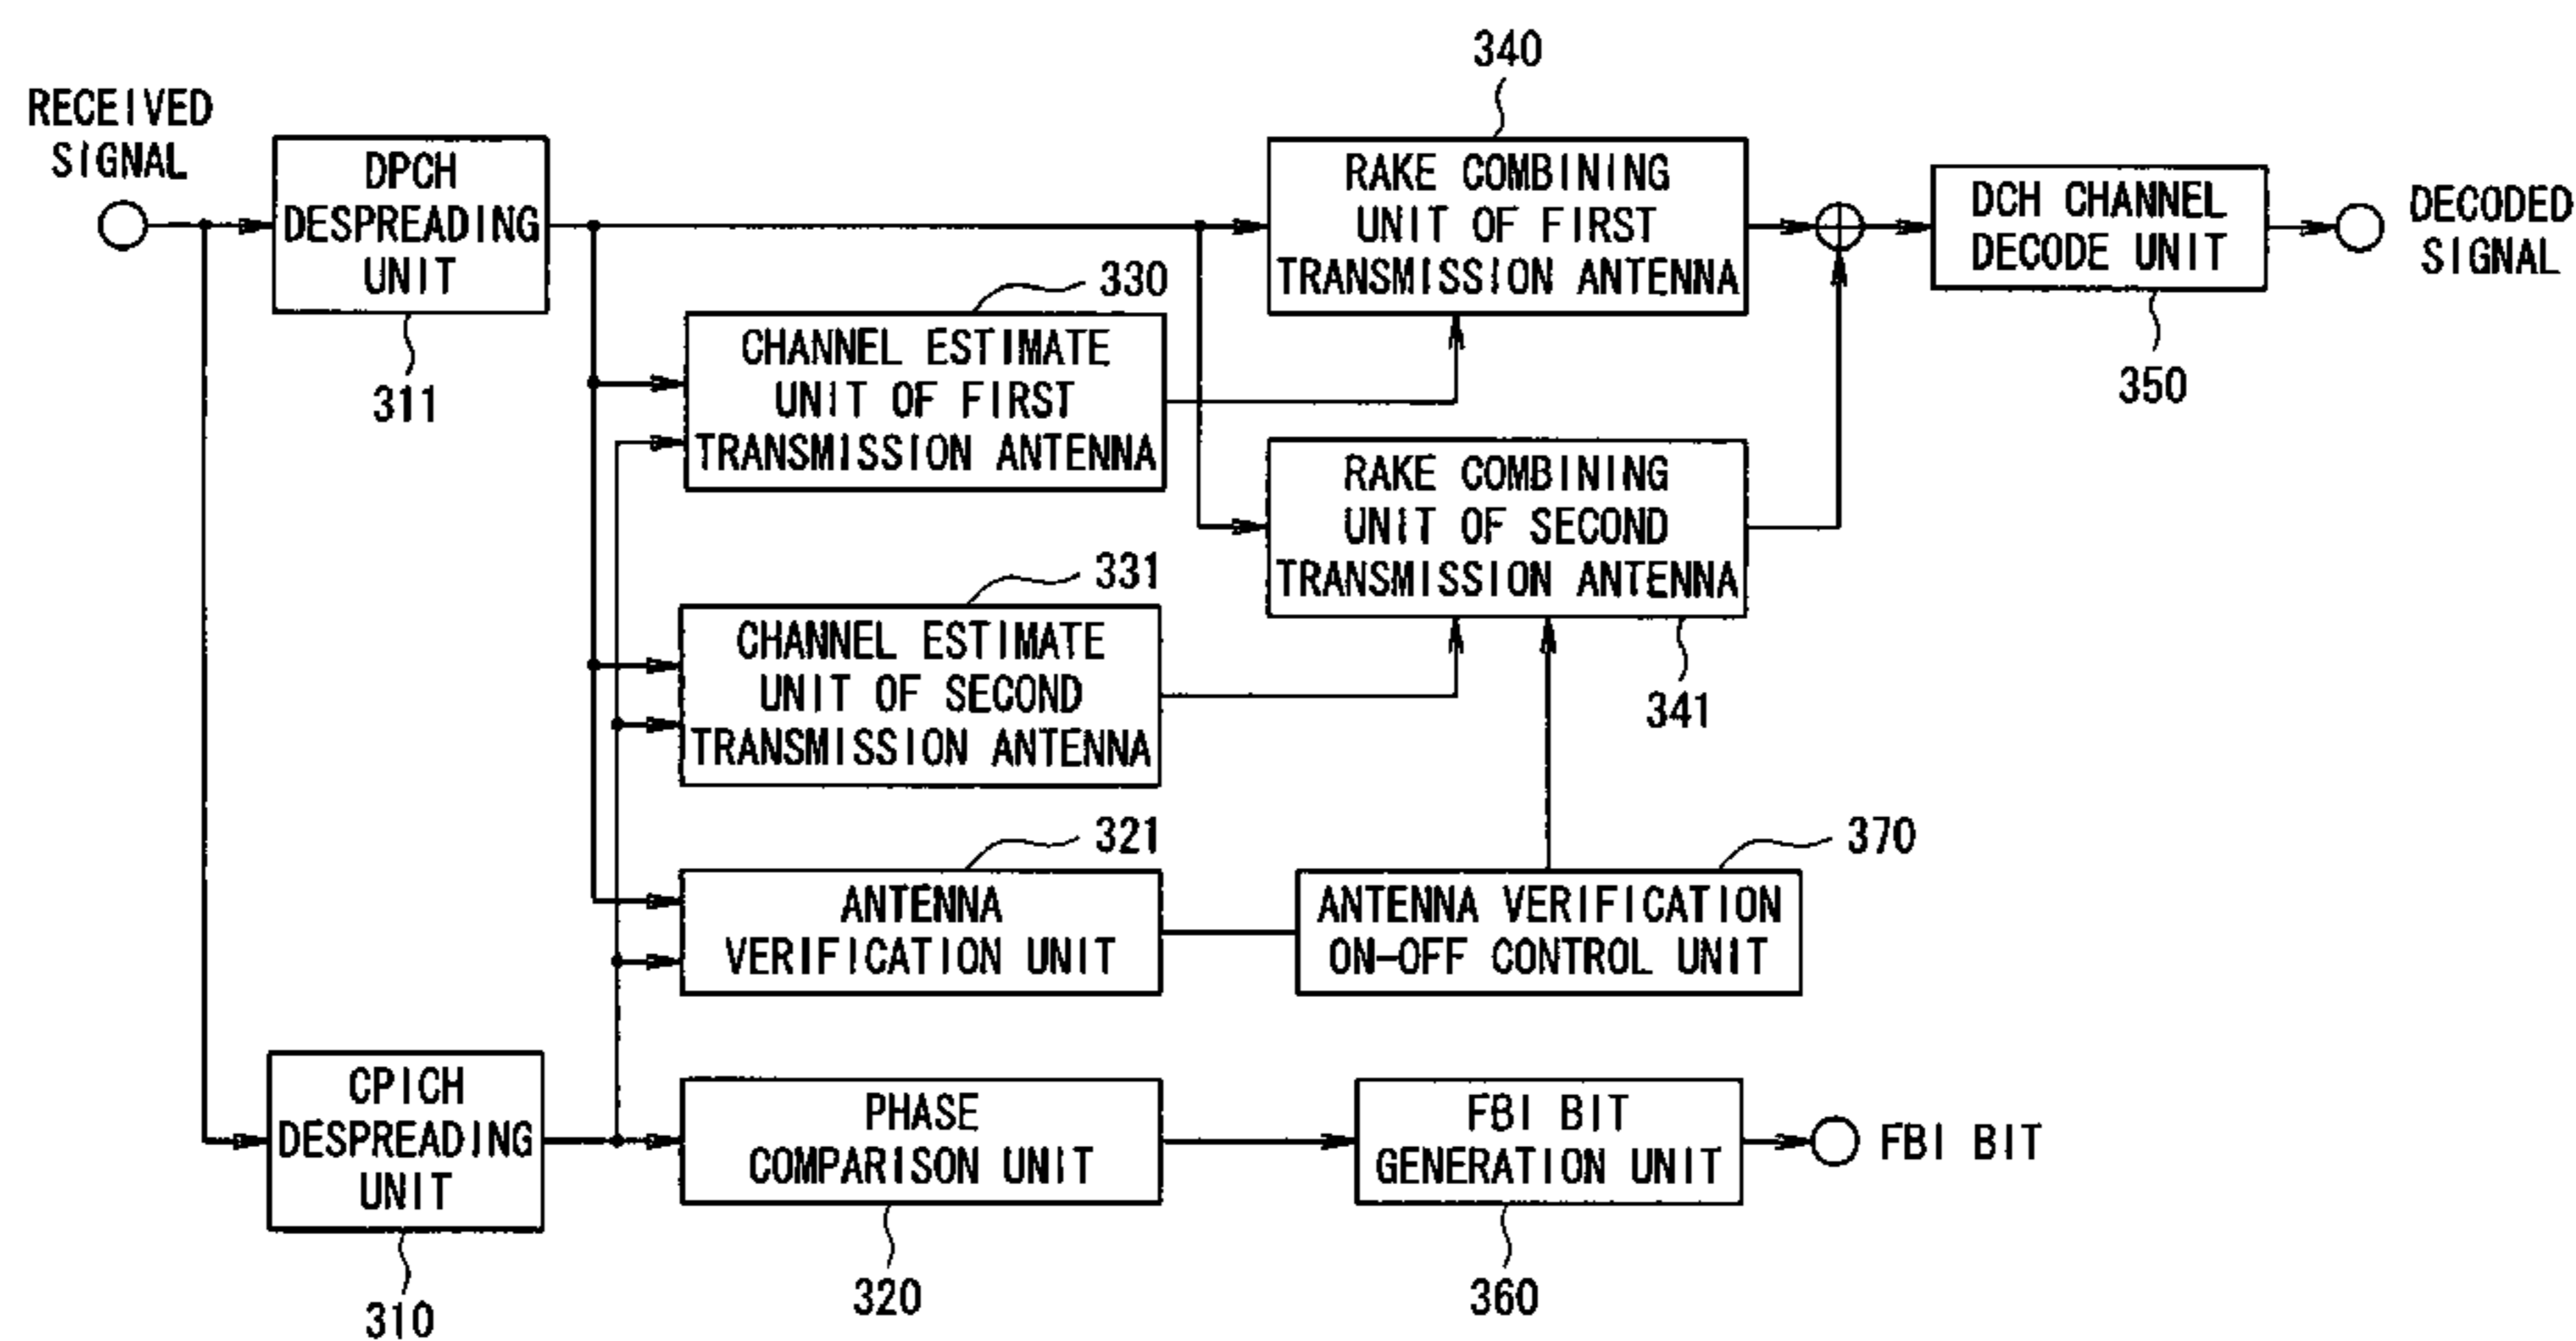 340
RECEIVED
SIGNAL
DPCH
DESPREADING
UNIT
311
RAKE COMBINING
UNIT OF FIRST
TRANSMISSION ANTENNA
DCH CHANNEL
DECODE UNIT
350
DECODED
SIGNAL
330
CHANNEL ESTIMATE
UNIT OF FIRST
TRANSMISSION ANTENNA
RAKE COMBINING
UNIT OF SECOND
TRANSMISSION ANTENNA
341
331
CHANNEL ESTIMATE
UNIT OF SECOND
TRANSMISSION ANTENNA
321
ANTENNA
VERIFICATION UNIT
370
ANTENNA VERIFICATION
ON-OFF CONTROL UNIT
CPICH
DESPREADING
UNIT
310
PHASE
COMPARISON UNIT
320
FBI BIT
GENERATION UNIT
360
FBI BIT